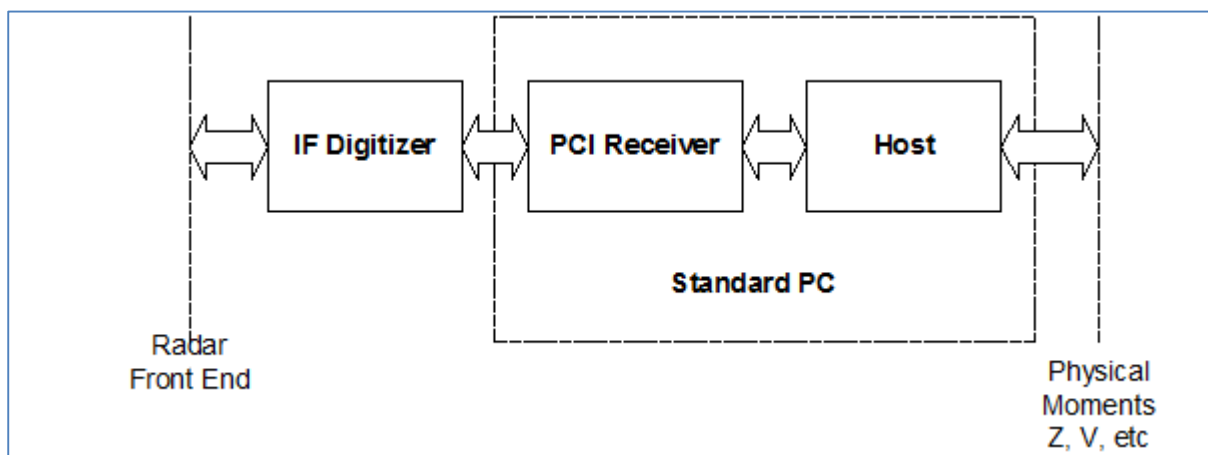 IF Digitizer
PCI Receiver
Host
Standard PC
Radar
Front End
Physical
Moments
Z, V, etc